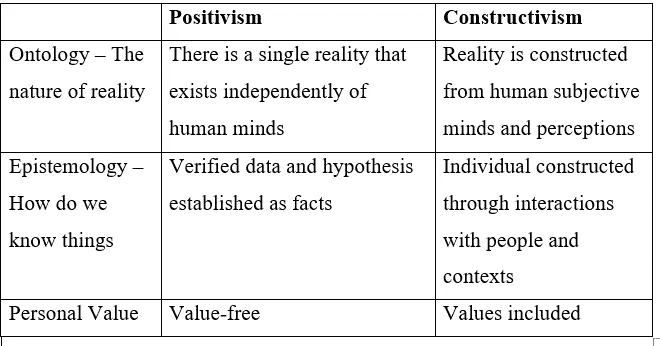 Positivism Constructivism
Ontology – The There is a single reality that Reality is constructed
nature of reality exists independently of from human subjective
human minds minds and perceptions
Epistemology – Verified data and hypothesis Individual constructed
How do we established as facts through interactions
know things with people and
contexts
Personal Value Value-free Values included